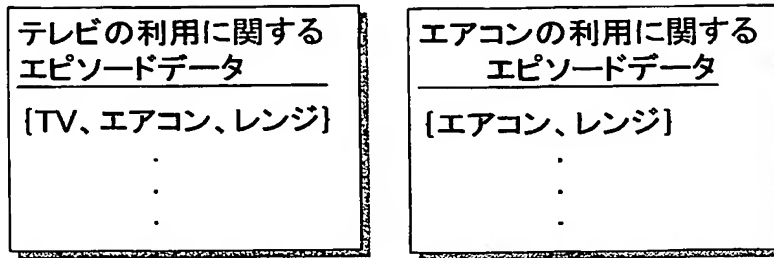 テレビの利用に関する
エピソードデータ
{TV、エアコン、レンジ}
エアコンの利用に関する
エピソードデータ
{エアコン、レンジ}